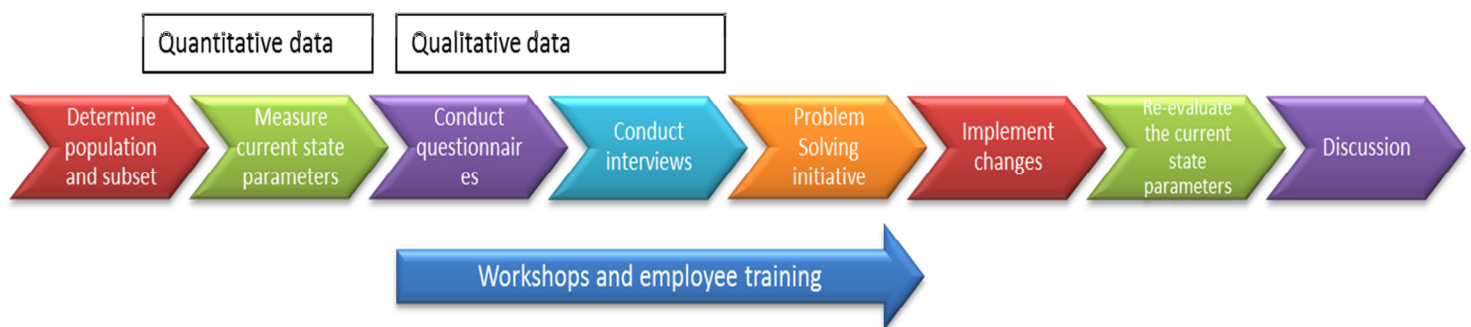 Quantitative data
Qualitative data
Determine
population
and subset
Measure
current state
parameters
Conduct
questionnair
es
Conduct
interviews
Problem
Solving
initiative
Implement
changes
Re-evaluate
the current
state
parameters
Discussion
Workshops and employee training